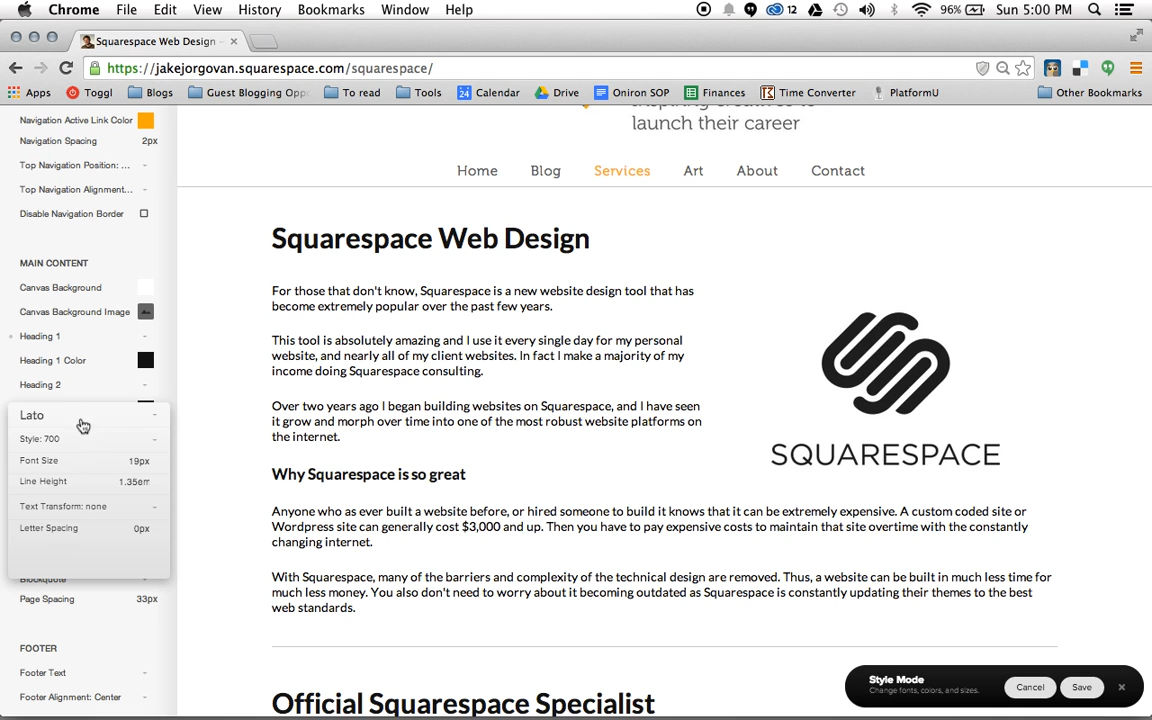 Chrome File Edit View History Bookmarks Window Help 12 96% Sun 5:00 PM
Squarespace Web Design -
https://jakejorgovan.squarespace.com/squarespace/
Apps Toggl Blogs Guest Blogging Opp To read Tools 24 Calendar Drive Oniron SOP Finances Time Converter PlatformU Other Bookmarks
Navigation Active Link Color
Navigation Spacing 2px
Top Navigation Position: ... -
Top Navigation Alignment... -
Disable Navigation Border
MAIN CONTENT
Canvas Background
Canvas Background Image
Heading 1 -
Heading 1 Color
Heading 2 -
Lato -
Style: 700 -
Font Size 19px
Line Height 1.35em
Text Transform: none -
Letter Spacing 0px
Blockquote -
Page Spacing 33px
FOOTER
Footer Text -
Footer Alignment: Center -
inspiring creatives to
launch their career
Home Blog Services Art About Contact
Squarespace Web Design
For those that don't know, Squarespace is a new website design tool that has
become extremely popular over the past few years.
This tool is absolutely amazing and I use it every single day for my personal
website, and nearly all of my client websites. In fact I make a majority of my
income doing Squarespace consulting.
Over two years ago I began building websites on Squarespace, and I have seen
it grow and morph over time into one of the most robust website platforms on
the internet.
SQUARESPACE
Why Squarespace is so great
Anyone who as ever built a website before, or hired someone to build it knows that it can be extremely expensive. A custom coded site or
Wordpress site can generally cost $3,000 and up. Then you have to pay expensive costs to maintain that site overtime with the constantly
changing internet.
With Squarespace, many of the barriers and complexity of the technical design are removed. Thus, a website can be built in much less time for
much less money. You also don't need to worry about it becoming outdated as Squarespace is constantly updating their themes to the best
web standards.
Official Squarespace Specialist
Style Mode
Change fonts, colors, and sizes.
Cancel Save ×